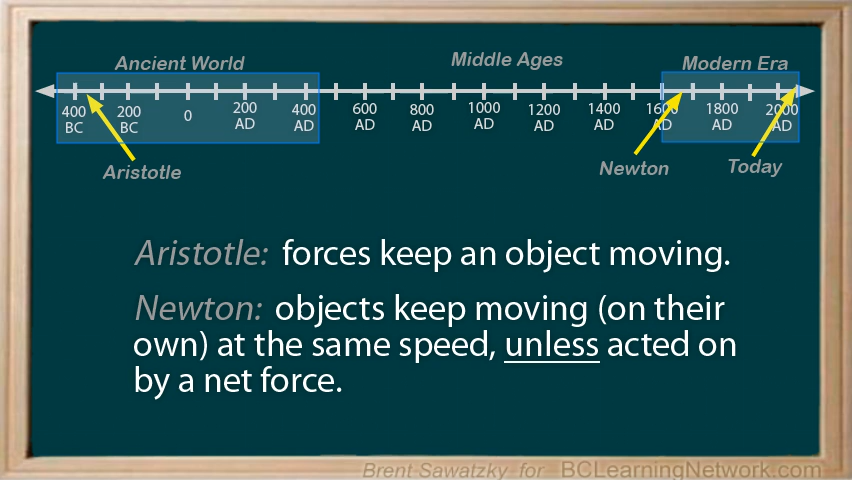 Ancient World
Middle Ages
Modern Era
400 BC
200 BC
0
200 AD
400 AD
600 AD
800 AD
1000 AD
1200 AD
1400 AD
1600 AD
1800 AD
2000 AD
Aristotle
Newton
Today
Aristotle: forces keep an object moving.
Newton: objects keep moving (on their
own) at the same speed, unless acted on
by a net force.
Brent Sawatzky for BCLearningNetwork.com